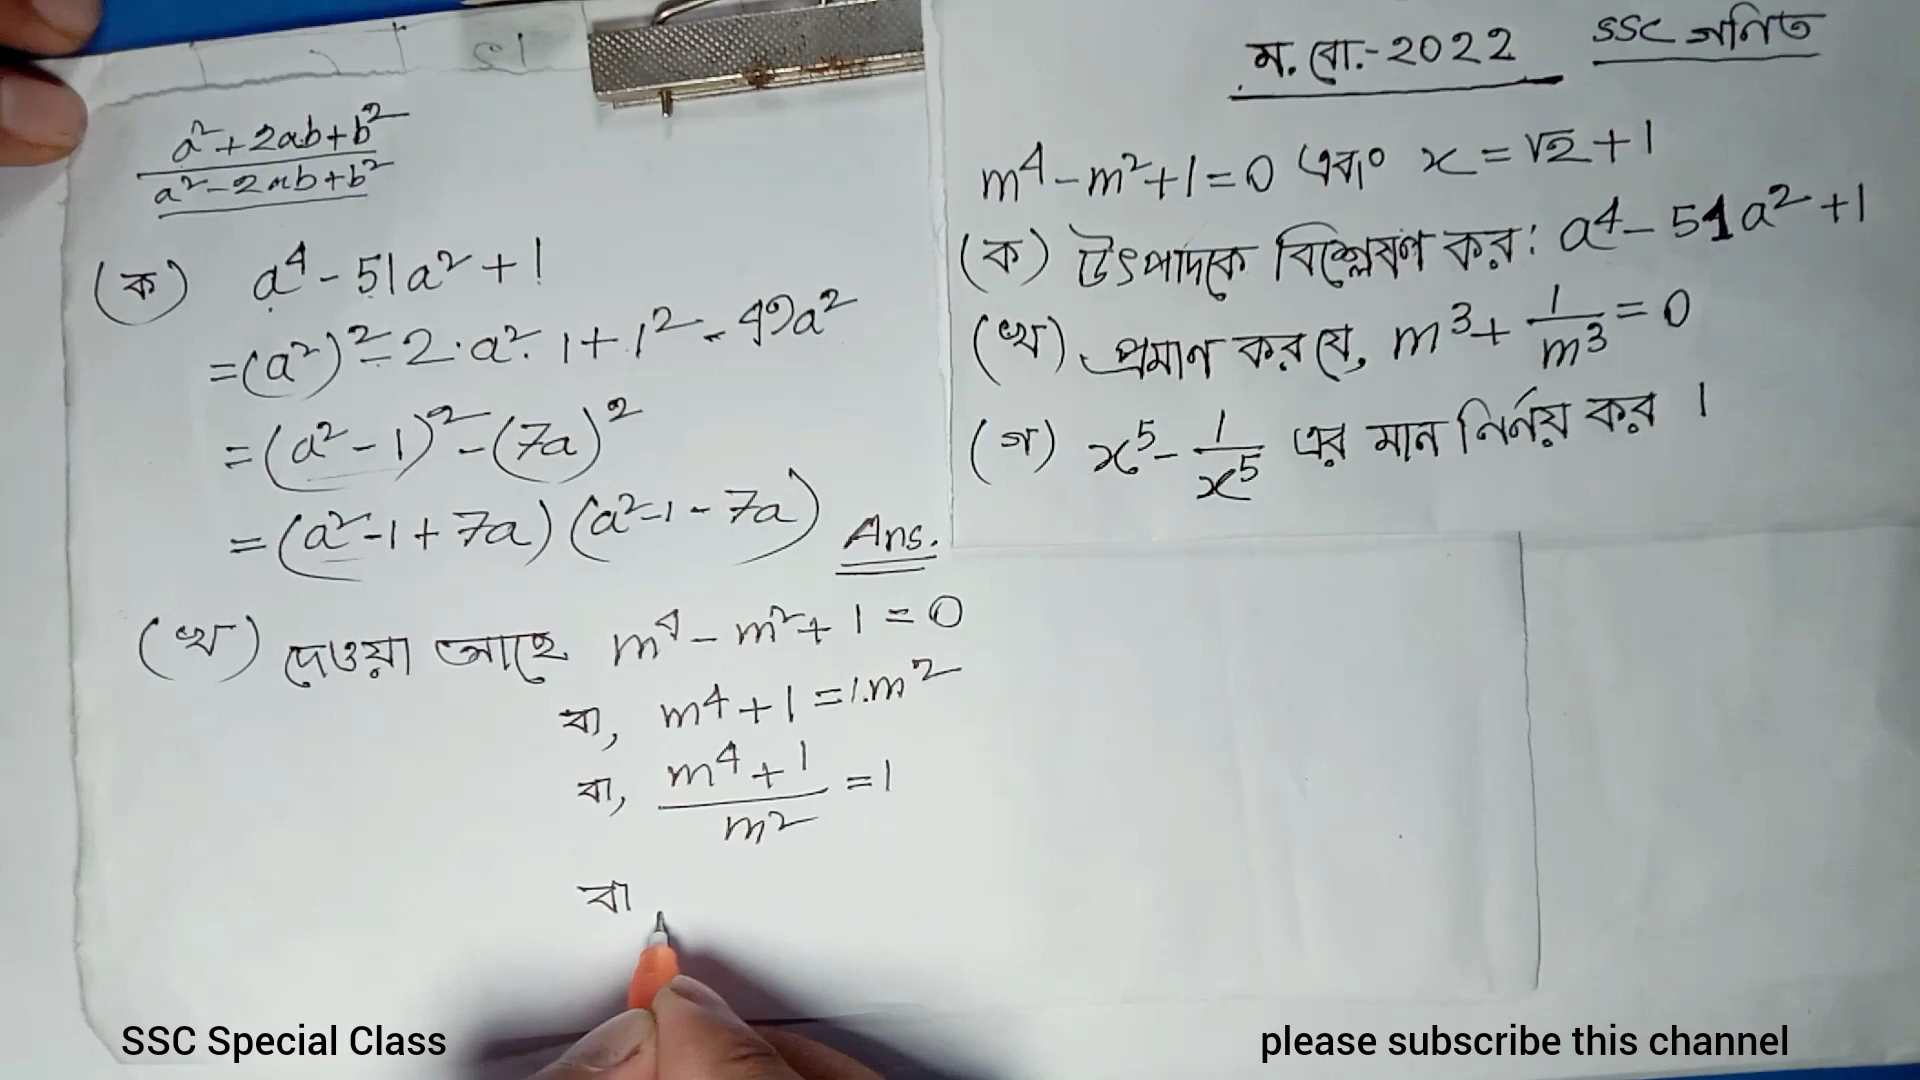 ম. বো.-2022 SSC গনিত
m⁴-m²+1=0 এবং x=√2+1
(ক) উৎপাদকে বিশ্লেষণ কর: a⁴-51a²+1
(খ) প্রমাণ কর যে, m³+1/m³=0
(গ) x⁵-1/x⁵ এর মান নির্নয় কর ।
a²+2ab+b²
a²-2ab+b²
(ক) a⁴-51a²+1
=(a²)²-2·a²·1+1²-49a²
=(a²-1)²-(7a)²
=(a²-1+7a)(a²-1-7a) Ans.
(খ) দেওয়া আছে m⁴-m²+1=0
বা, m⁴+1=1.m²
বা, m⁴+1/m²=1
বা
SSC Special Class
please subscribe this channel